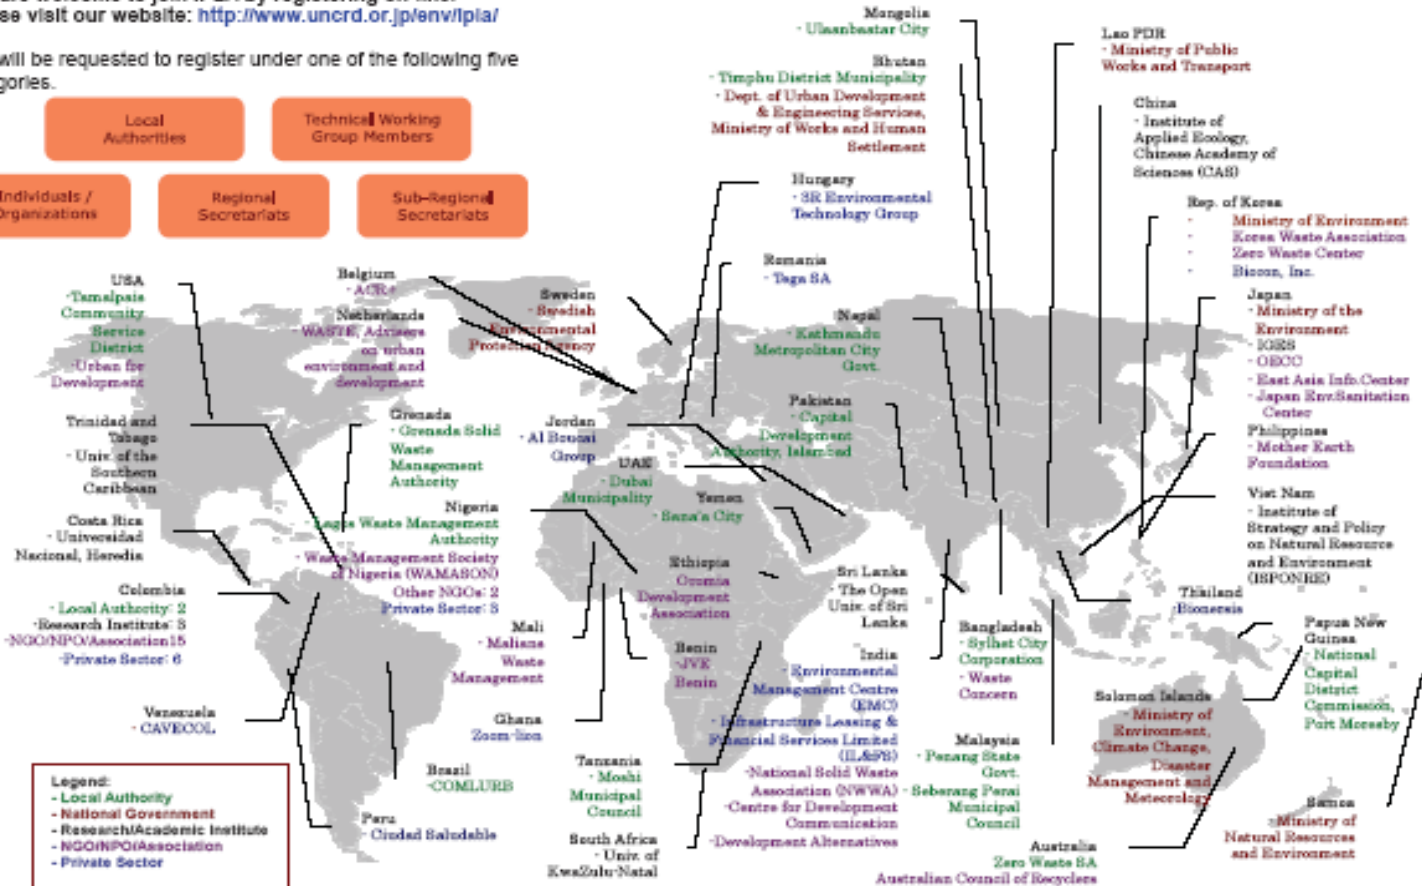 se visit our website: http://www.uncrd.or.jp/env/ipla/
will be requested to register under one of the following five
gories.
Local
Authorities
Technical Working
Group Members
Individuals /
Organizations
Regional
Secretariats
Sub-Regional
Secretariats
Mongolia
- Ulaanbaatar City
Bhutan
- Timphu District Municipality
- Dept. of Urban Development
& Engineering Services,
Ministry of Works and Human
Settlement
Lao PDR
- Ministry of Public
Works and Transport
China
- Institute of
Applied Ecology,
Chinese Academy of
Sciences (CAS)
Hungary
- 3R Environmental
Technology Group
Romania
- Tega SA
Rep. of Korea
- Ministry of Environment
- Korea Waste Association
- Zero Waste Center
- Biocon, Inc.
USA
-Tamalpais
Community
Service
District
-Urban for
Development
Belgium
- ACR+
Netherlands
- WASTE, Advisers
on urban
environment and
development
Sweden
- Swedish
Environmental
Protection Agency
Nepal
- Kathmandu
Metropolitan City
Govt.
Japan
- Ministry of the
Environment
- IGES
- OECC
- East Asia Info.Center
- Japan Env.Sanitation
Center
Trinidad and
Tobago
- Univ. of the
Southern
Caribbean
Grenada
- Grenada Solid
Waste
Management
Authority
Jordan
- Al Boucai
Group
Pakistan
- Capital
Development
Authority, Islambad
Philippines
- Mother Earth
Foundation
UAE
- Dubai
Municipality
Yemen
- Sana'a City
Viet Nam
- Institute of
Strategy and Policy
on Natural Resource
and Environment
(ISPONRE)
Costa Rica
- Universidad
Nacional, Heredia
Nigeria
- Lagos Waste Management
Authority
- Waste Management Society
of Nigeria (WAMASON)
Other NGOs: 2
Private Sector: 3
Ethiopia
Oromia
Development
Association
Sri Lanka
- The Open
Univ. of Sri
Lanka
Thailand
-Bionersis
Colombia
- Local Authority: 2
-Research Institute: 3
-NGO/NPO/Association15
-Private Sector: 6
Mali
- Malians
Waste
Management
Benin
-JVE
Benin
India
- Environmental
Management Centre
(EMC)
- Infrastructure Leasing &
Financial Services Limited
(IL&FS)
-National Solid Waste
Association (NWWA)
-Centre for Development
Communication
-Development Alternatives
Bangladesh
- Sylhet City
Corporation
- Waste
Concern
Papua New
Guinea
- National
Capital
District
Commission,
Port Moresby
Solomon Islands
- Ministry of
Environment,
Climate Change,
Disaster
Management and
Meteorology
Venezuela
- CAVECOL
Ghana
Zoom-lion
Malaysia
- Penang State
Govt.
- Seberang Perai
Municipal
Council
Brazil
-COMLURB
Tanzania
- Moshi
Municipal
Council
Peru
- Ciudad Saludable
South Africa
- Univ. of
KwaZulu-Natal
Australia
Zero Waste SA
Australian Council of Recyclers
Samoa
Ministry of
Natural Resources
and Environment
Legend:
- Local Authority
- National Government
- Research/Academic Institute
- NGO/NPO/Association
- Private Sector